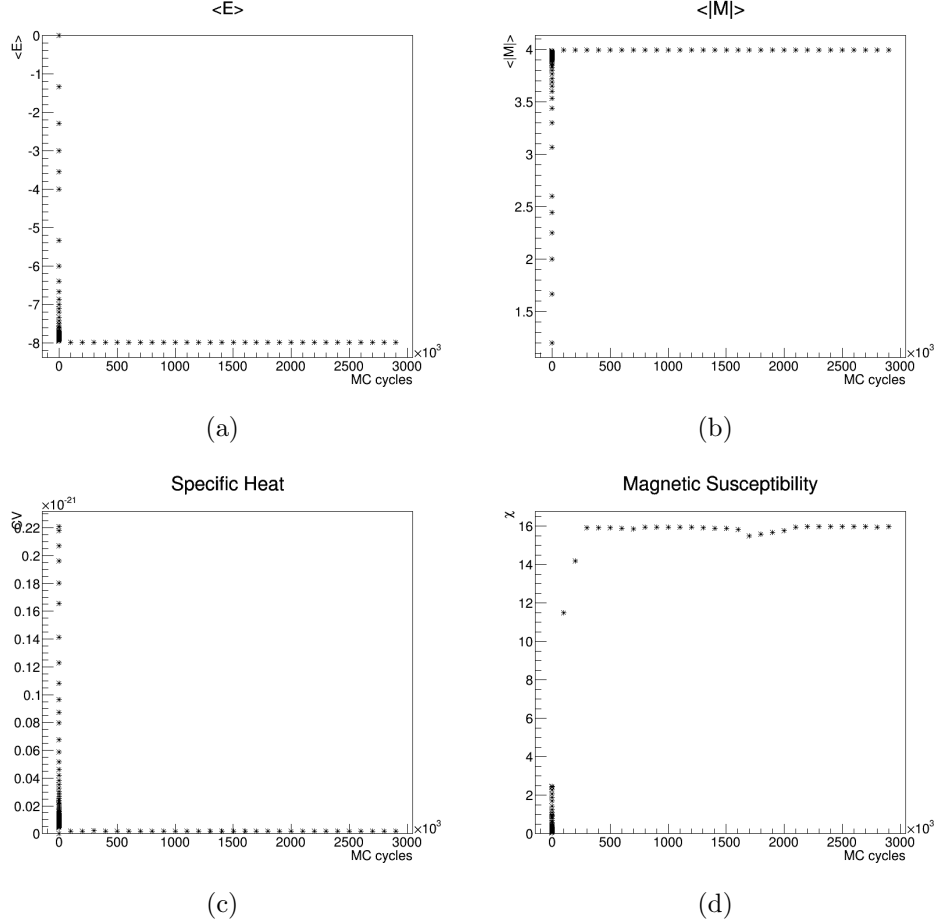 <E>
<E>
0
-1
-2
-3
-4
-5
-6
-7
-8
0 500 1000 1500 2000 2500 3000
×10³
MC cycles
(a)
<|M|>
<|M|>
4
3.5
3
2.5
2
1.5
0 500 1000 1500 2000 2500 3000
×10³
MC cycles
(b)
Specific Heat
×10⁻²¹
CV
0.22
0.2
0.18
0.16
0.14
0.12
0.1
0.08
0.06
0.04
0.02
0
0 500 1000 1500 2000 2500 3000
×10³
MC cycles
(c)
Magnetic Susceptibility
χ
16
14
12
10
8
6
4
2
0
0 500 1000 1500 2000 2500 3000
×10³
MC cycles
(d)